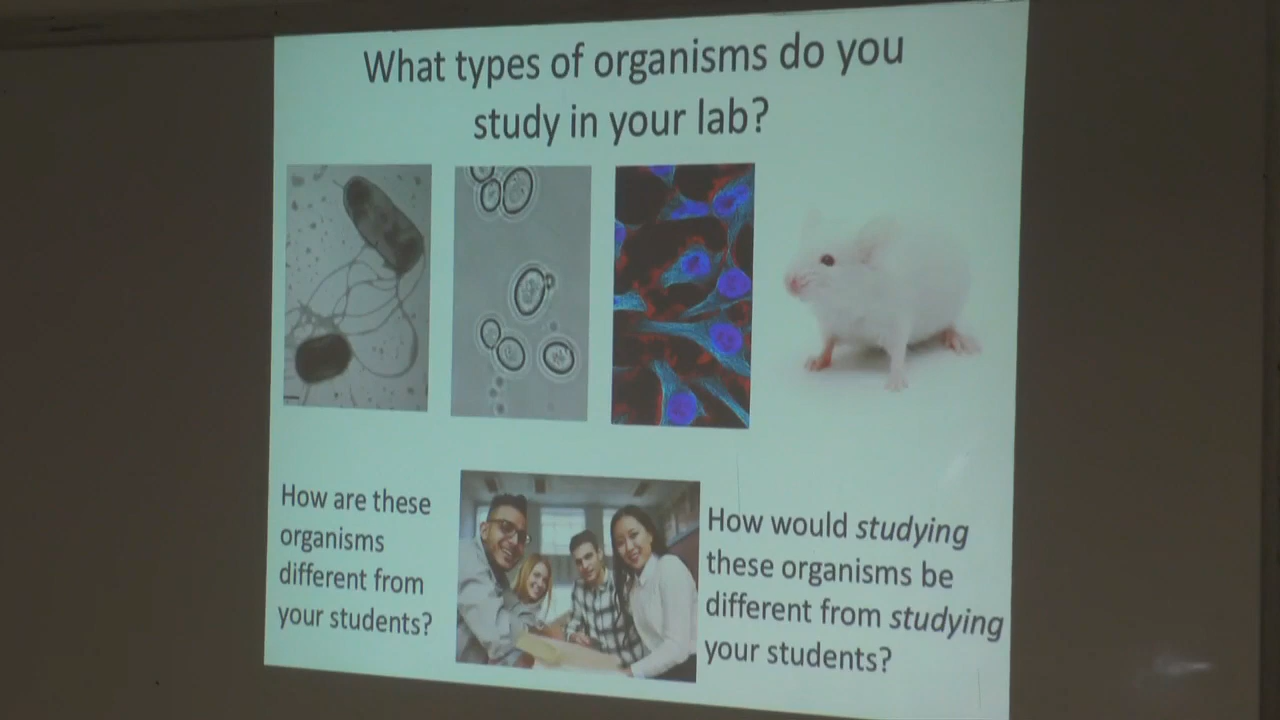 What types of organisms do you
study in your lab?
How are these
organisms
different from
your students?
How would studying
these organisms be
different from studying
your students?